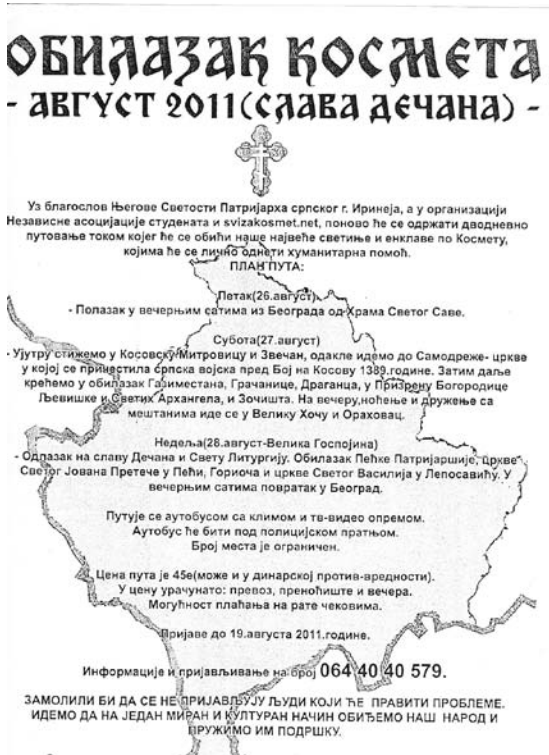 ОБИЛАЗАК КОСМЕТА
- АВГУСТ 2011(СЛАВА ДЕЧАНА) -
Уз благослов Његове Светости Патријарха српског г. Иринеја, а у организацији
Независне асоцијације студената и svizakosmet.net, поново ће се одржати дводневно
путовање током којег ће се обићи наше највеће светиње и енклаве по Космету,
којима ће се лично однети хуманитарна помоћ.
ПЛАН ПУТА:
Петак(26.август)
- Полазак у вечерњим сатима из Београда од Храма Светог Саве.
Субота(27.август)
- Ујутру стижемо у Косовску Митровицу и Звечан, одакле идемо до Самодреже- цркве
у којој се причестила српска војска пред Бој на Косову 1389.године. Затим даље
крећемо у обилазак Газиместана, Грачанице, Драганца, у Призрену Богородице
Љевишке и Светих Архангела, и Зочишта. На вечеру,ноћење и дружење са
мештанима иде се у Велику Хочу и Ораховац.
Недеља(28.август-Велика Госпојина)
- Одлазак на славу Дечана и Свету Литургију. Обилазак Пећке Патријаршије, цркве
Светог Јована Претече у Пећи, Гориоча и цркве Светог Василија у Лепосавићу. У
вечерњим сатима повратак у Београд.
Путује се аутобусом са климом и тв-видео опремом.
Аутобус ће бити под полицијском пратњом.
Број места је ограничен.
Цена пута је 45е(може и у динарској против-вредности).
У цену урачунато: превоз, преноћиште и вечера.
Могућност плаћања на рате чековима.
Пријаве до 19.августа 2011.године.
Информације и пријављивање на број 064 40 40 579.
ЗАМОЛИЛИ БИ ДА СЕ НЕ ПРИЈАВЉУЈУ ЉУДИ КОЈИ ЋЕ ПРАВИТИ ПРОБЛЕМЕ.
ИДЕМО ДА НА ЈЕДАН МИРАН И КУЛТУРАН НАЧИН ОБИЂЕМО НАШ НАРОД И
ПРУЖИМО ИМ ПОДРШКУ.